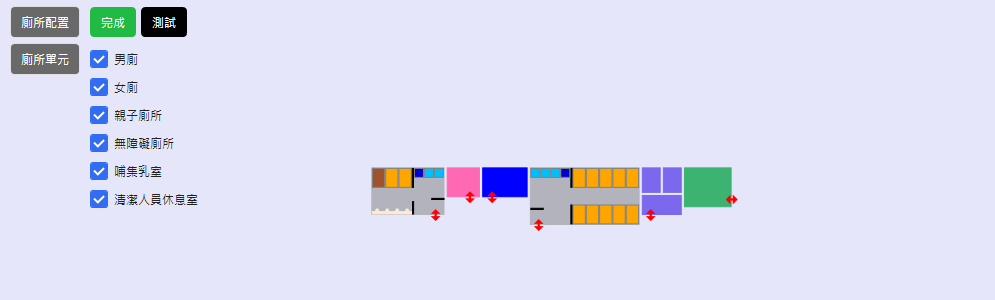 廁所配置
完成
測試
廁所單元
男廁
女廁
親子廁所
無障礙廁所
哺集乳室
清潔人員休息室